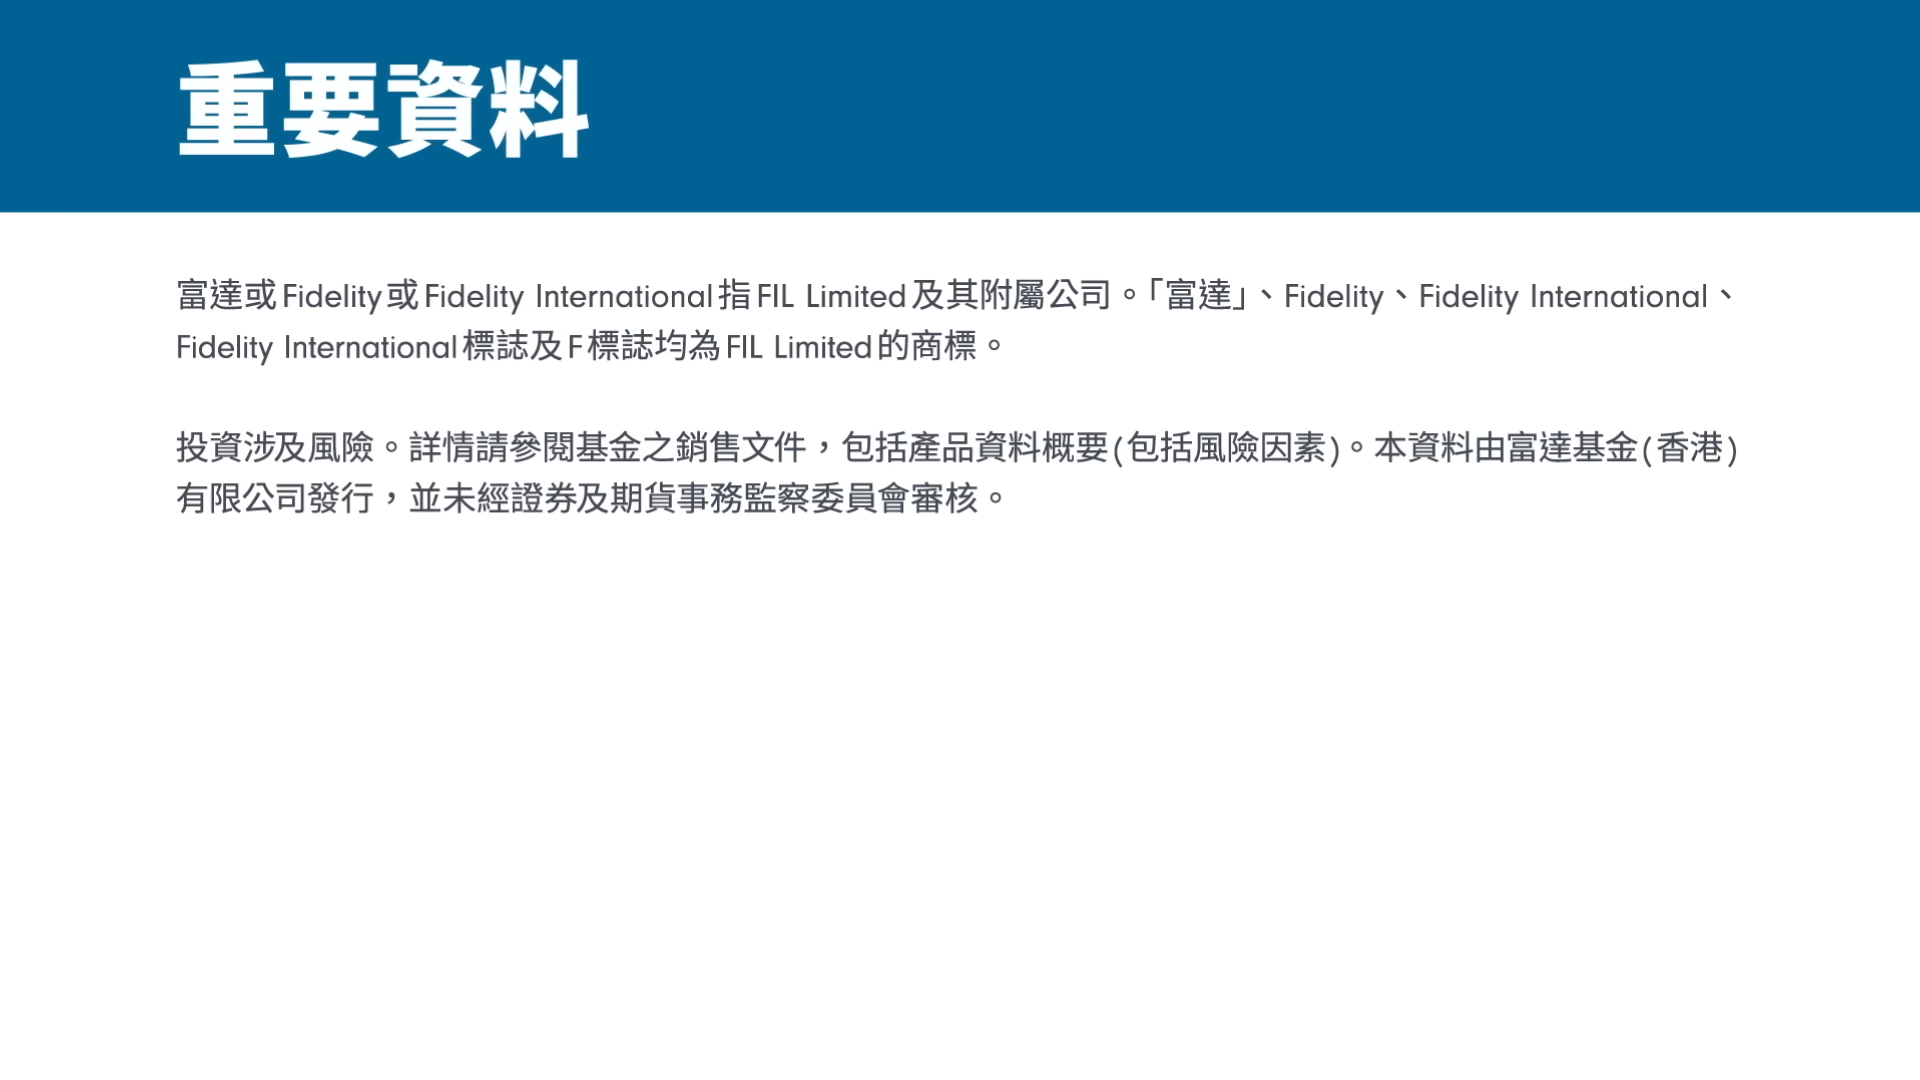 重要資料
富達或Fidelity或Fidelity International指FIL Limited及其附屬公司。「富達」、Fidelity、Fidelity International、
Fidelity International標誌及F標誌均為FIL Limited的商標。
投資涉及風險。詳情請參閱基金之銷售文件，包括產品資料概要(包括風險因素)。本資料由富達基金(香港)
有限公司發行，並未經證券及期貨事務監察委員會審核。